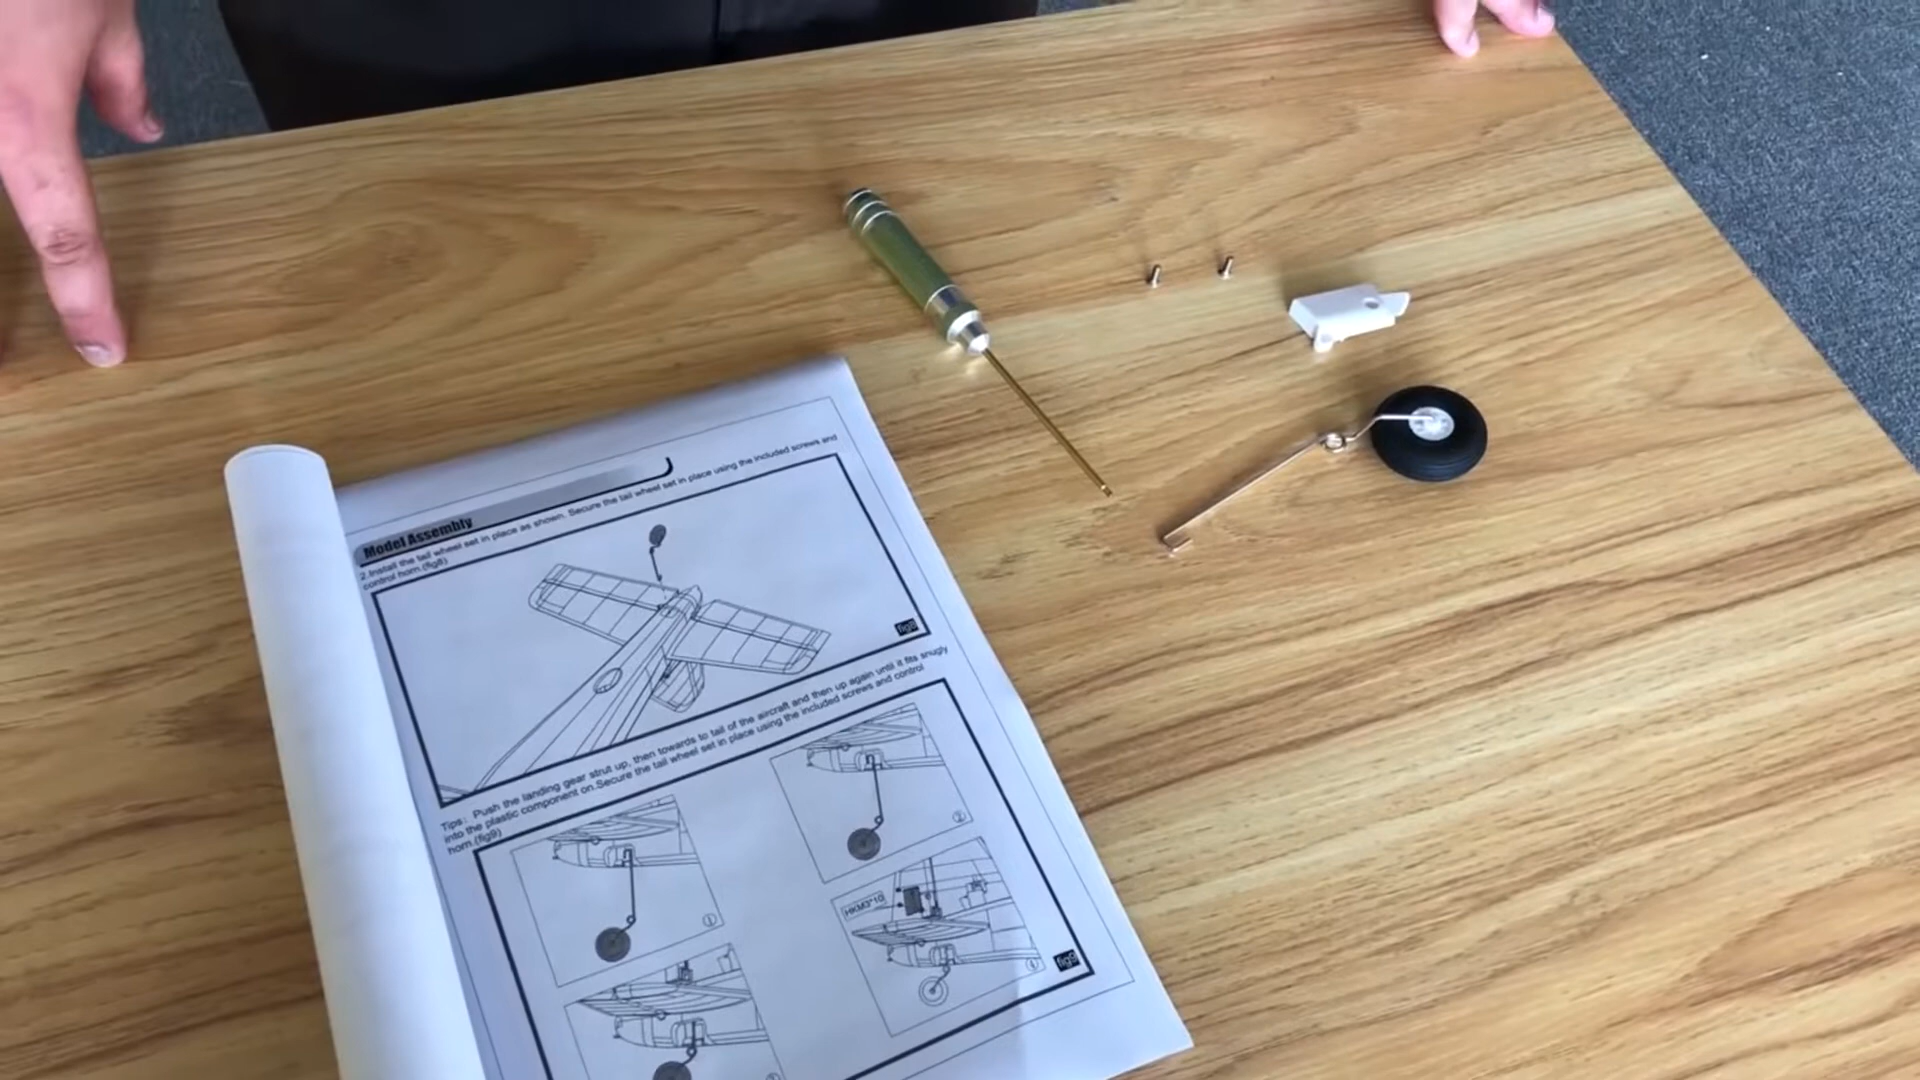 Model Assembly
2.Install the tail wheel set in place as shown. Secure the tail wheel set in place using the included screws and
control horn.(fig8)
fig8
Tips: Push the landing gear strut up, then towards to tail of the aircraft and then up again until it fits snugly
into the plastic component on.Secure the tail wheel set in place using the included screws and control
horn.(fig9)
1
2
HKM3*10
4
fig9